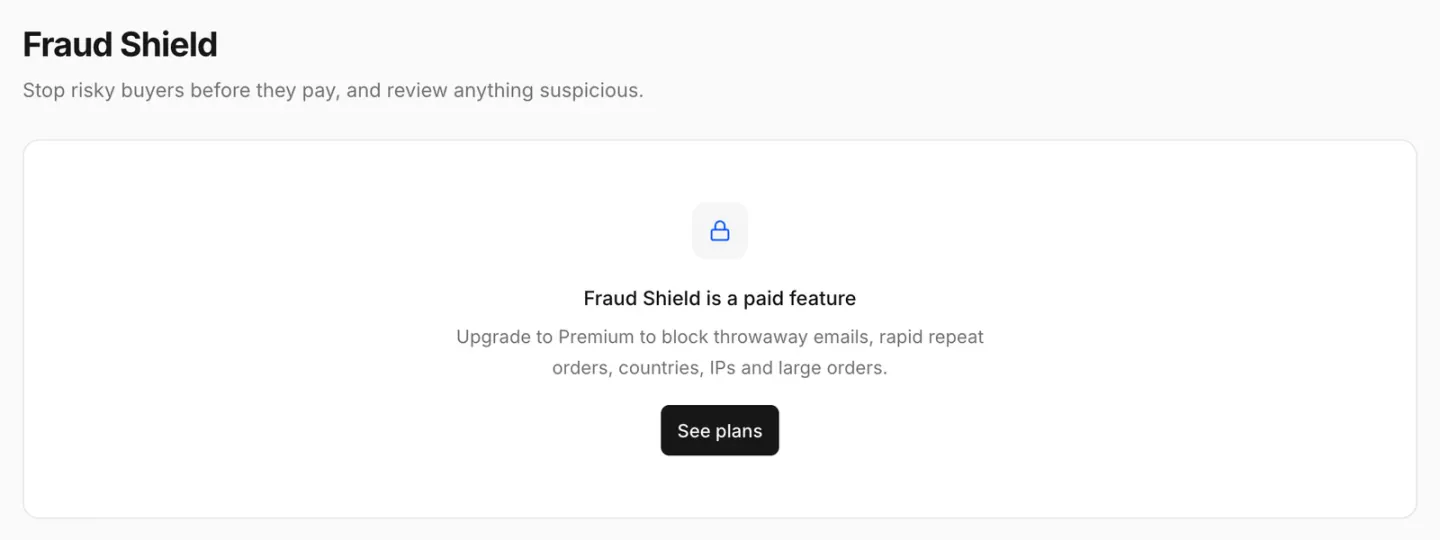 Fraud Shield
Stop risky buyers before they pay, and review anything suspicious.
Fraud Shield is a paid feature
Upgrade to Premium to block throwaway emails, rapid repeat
orders, countries, IPs and large orders.
See plans